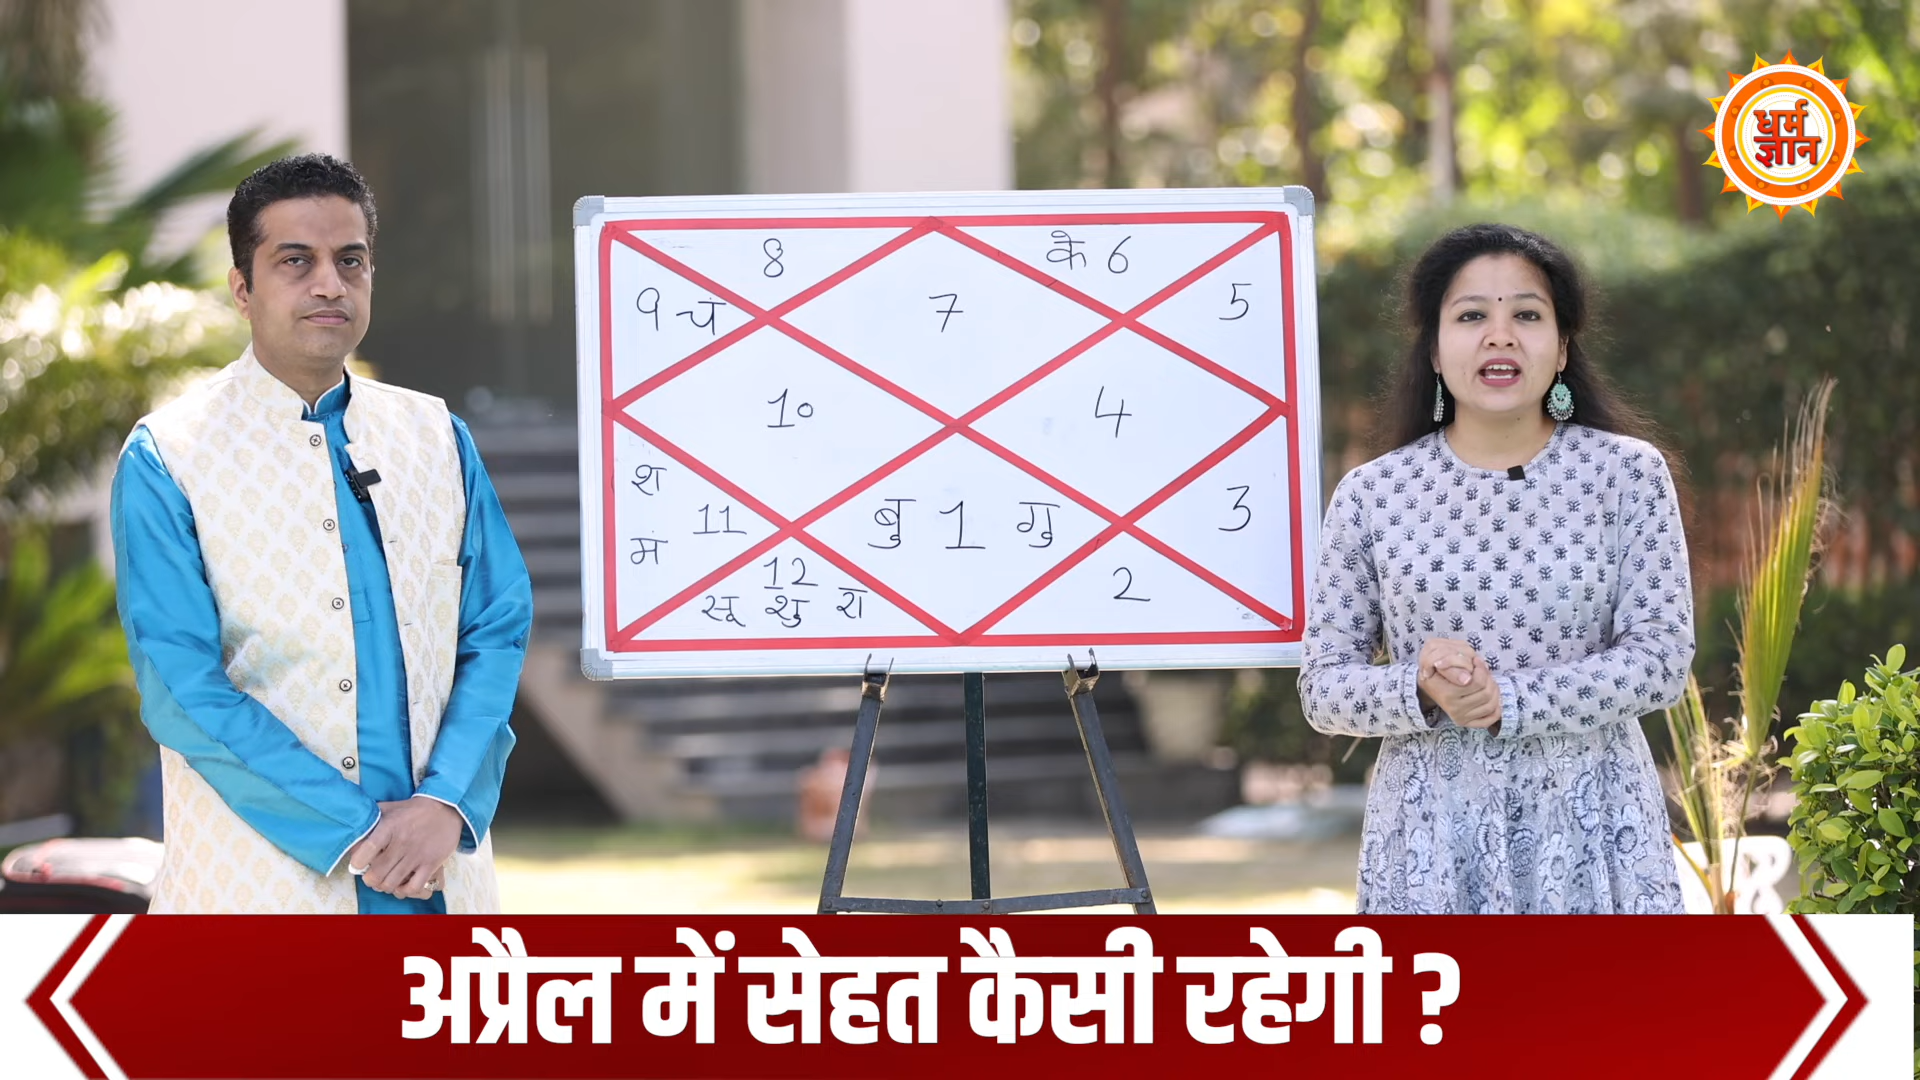 धर्म
ज्ञान
8
के 6
9 चं
7
5
10
4
श
मं
11
बु 1 गु
3
12
सू शु रा
2
अप्रैल में सेहत कैसी रहेगी ?